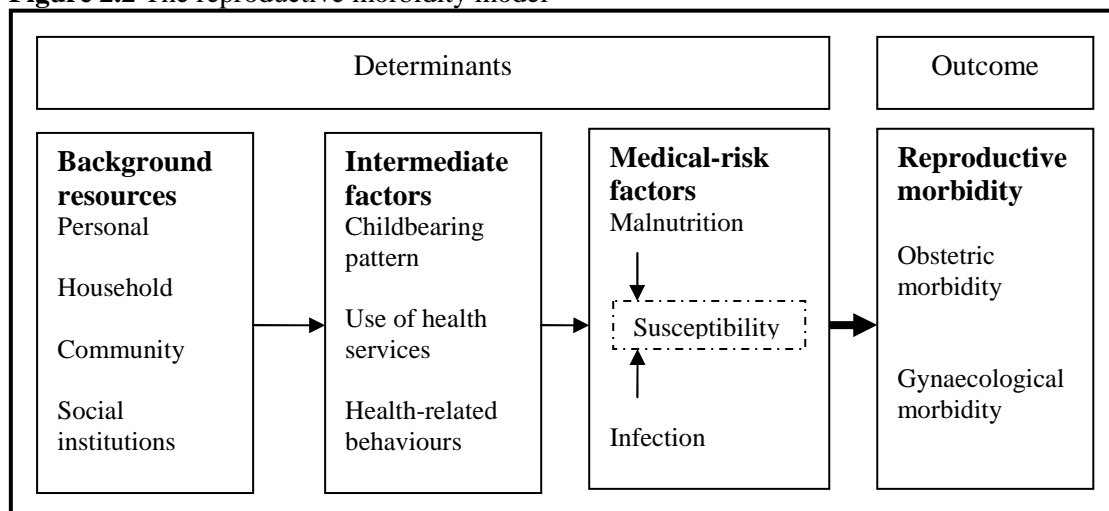 Figure 2.2 The reproductive morbidity model
Determinants
Outcome
Background
resources
Personal
Household
Community
Social
institutions
Intermediate
factors
Childbearing
pattern
Use of health
services
Health-related
behaviours
Medical-risk
factors
Malnutrition
Susceptibility
Infection
Reproductive
morbidity
Obstetric
morbidity
Gynaecological
morbidity